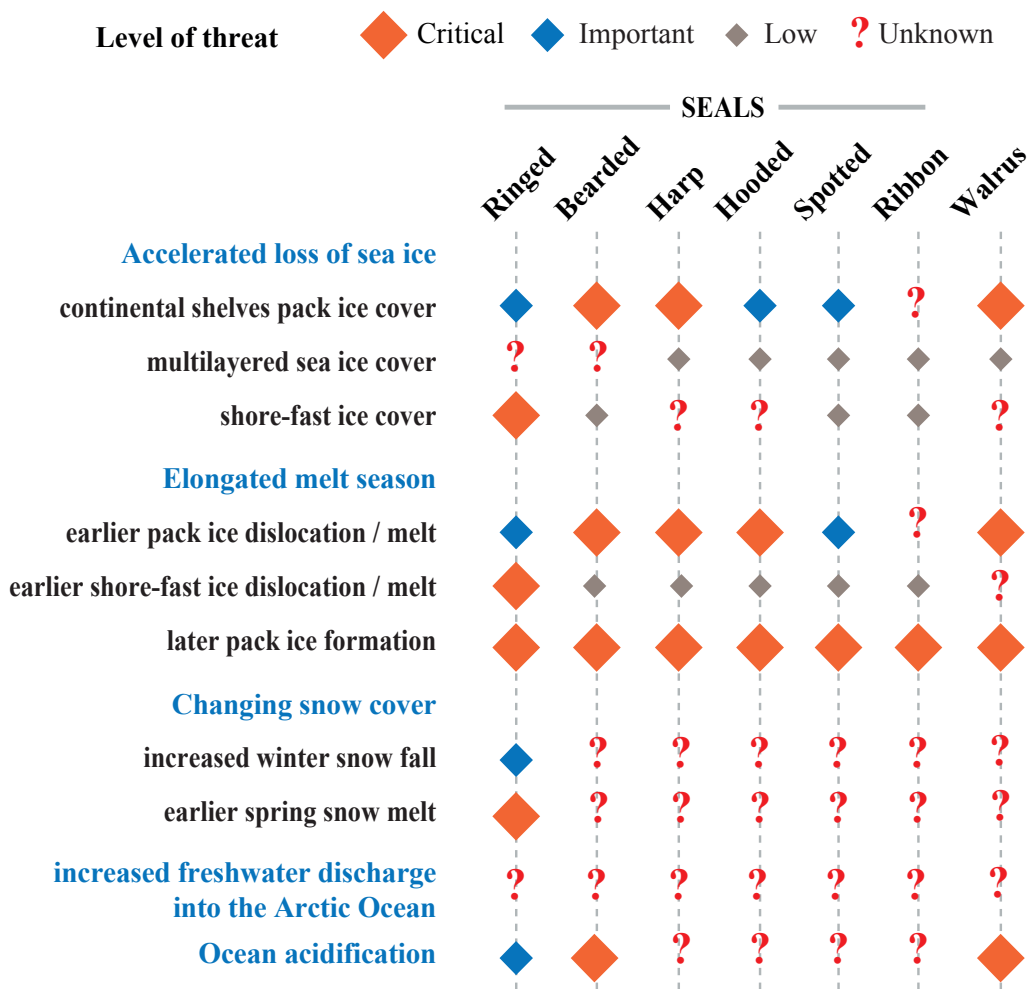 Level of threat Critical Important Low ? Unknown
SEALS
Ringed Bearded Harp Hooded Spotted Ribbon Walrus
Accelerated loss of sea ice
continental shelves pack ice cover ?
multilayered sea ice cover ? ?
shore-fast ice cover ? ? ?
Elongated melt season
earlier pack ice dislocation / melt ?
earlier shore-fast ice dislocation / melt ?
later pack ice formation
Changing snow cover
increased winter snow fall ? ? ? ? ? ?
earlier spring snow melt ? ? ? ? ? ?
increased freshwater discharge ? ? ? ? ? ? ?
into the Arctic Ocean
Ocean acidification ? ? ? ?